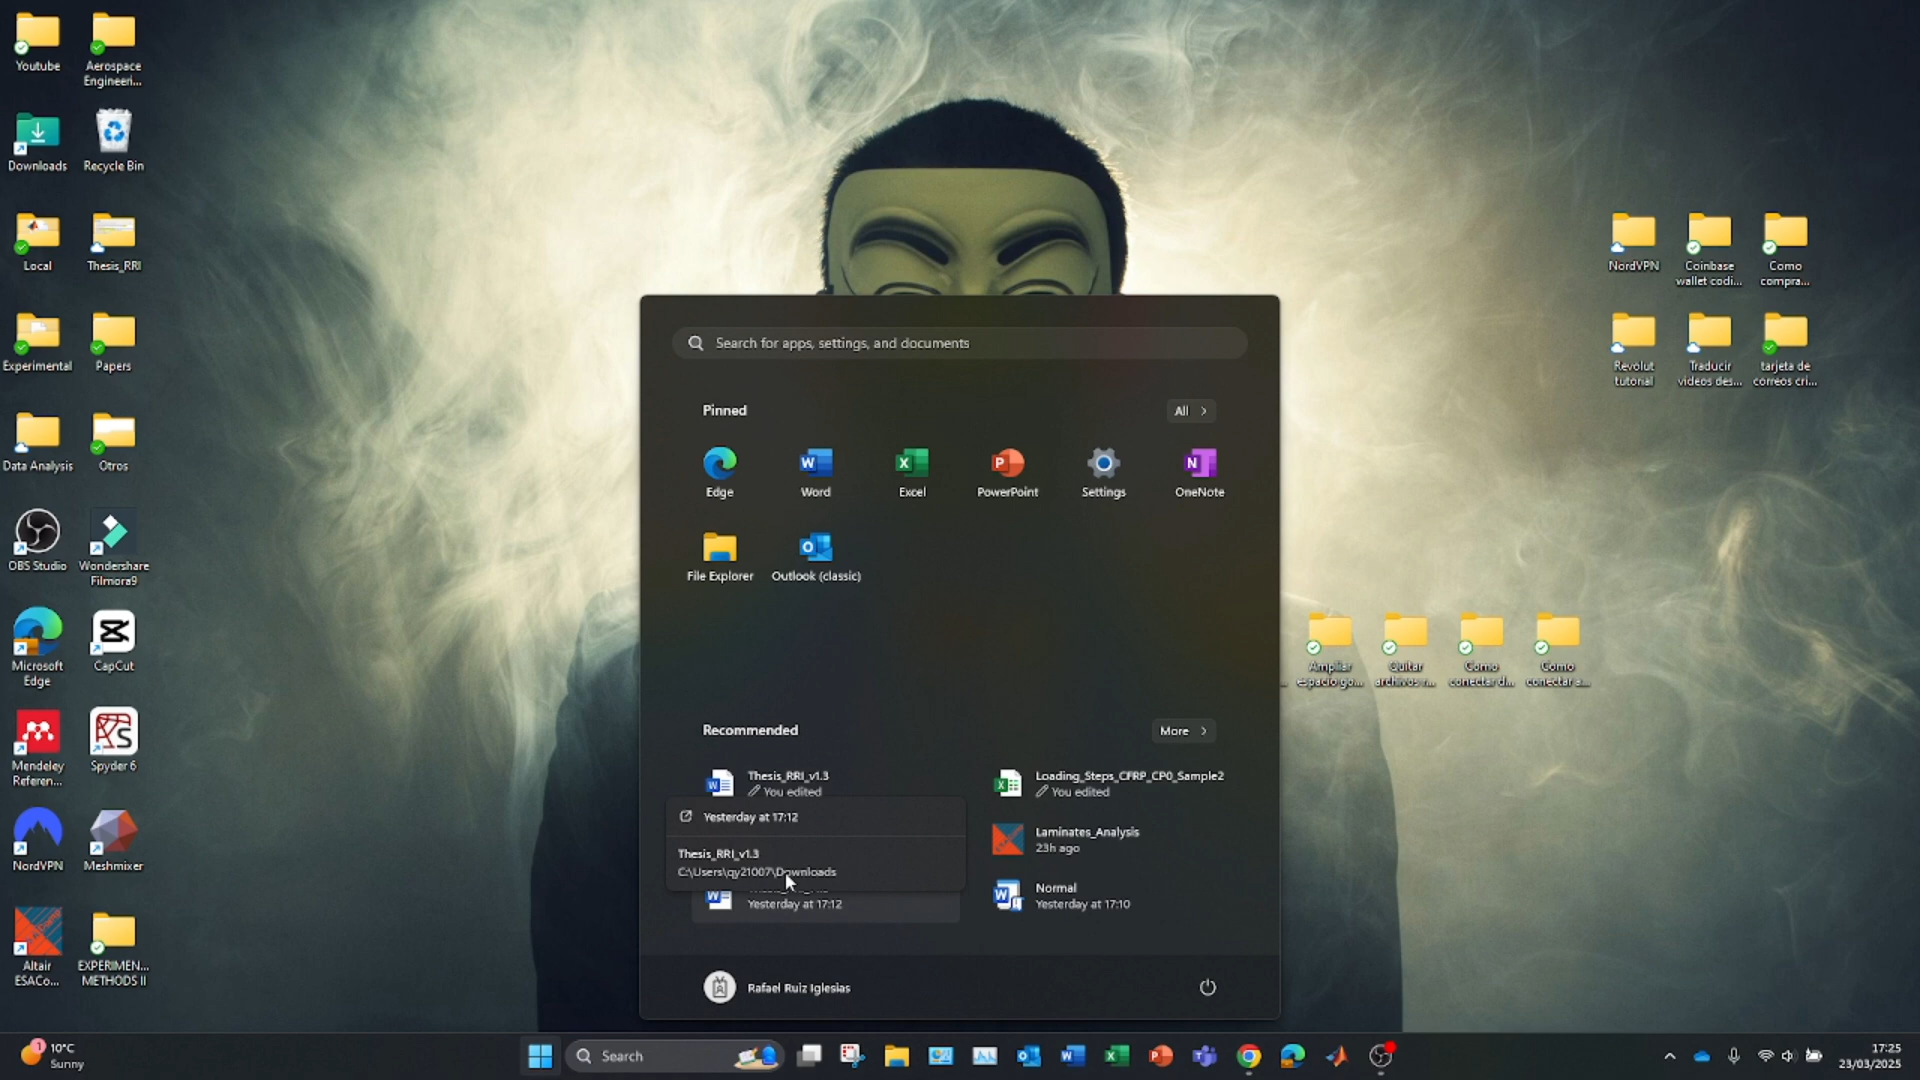 Youtube
Aerospace
Engineeri...
Downloads
Recycle Bin
Local
Thesis_RRI
Experimental
Papers
Data Analysis
Otros
OBS Studio
Wondershare
Filmora9
Microsoft
Edge
CapCut
Mendeley
Referen...
Spyder 6
NordVPN
Meshmixer
Altair
ESACo...
EXPERIMEN...
METHODS II
NordVPN
Coinbase
wallet codi...
Como
compra...
Revolut
tutorial
Traducir
videos des...
tarjeta de
correos cri...
Ampliar
espacio go...
Quitar
archivos r...
Como
conectar d...
Como
conectar a...
Search for apps, settings, and documents
Pinned
All
Edge
Word
Excel
PowerPoint
Settings
OneNote
File Explorer
Outlook (classic)
Recommended
More
Thesis_RRI_v1.3
You edited
Loading_Steps_CFRP_CP0_Sample2
You edited
Yesterday at 17:12
Thesis_RRI_v1.3
C:\Users\qy21007\Downloads
Laminates_Analysis
23h ago
Yesterday at 17:12
Normal
Yesterday at 17:10
Rafael Ruiz Iglesias
1
10°C
Sunny
Search
17:25
23/03/2025